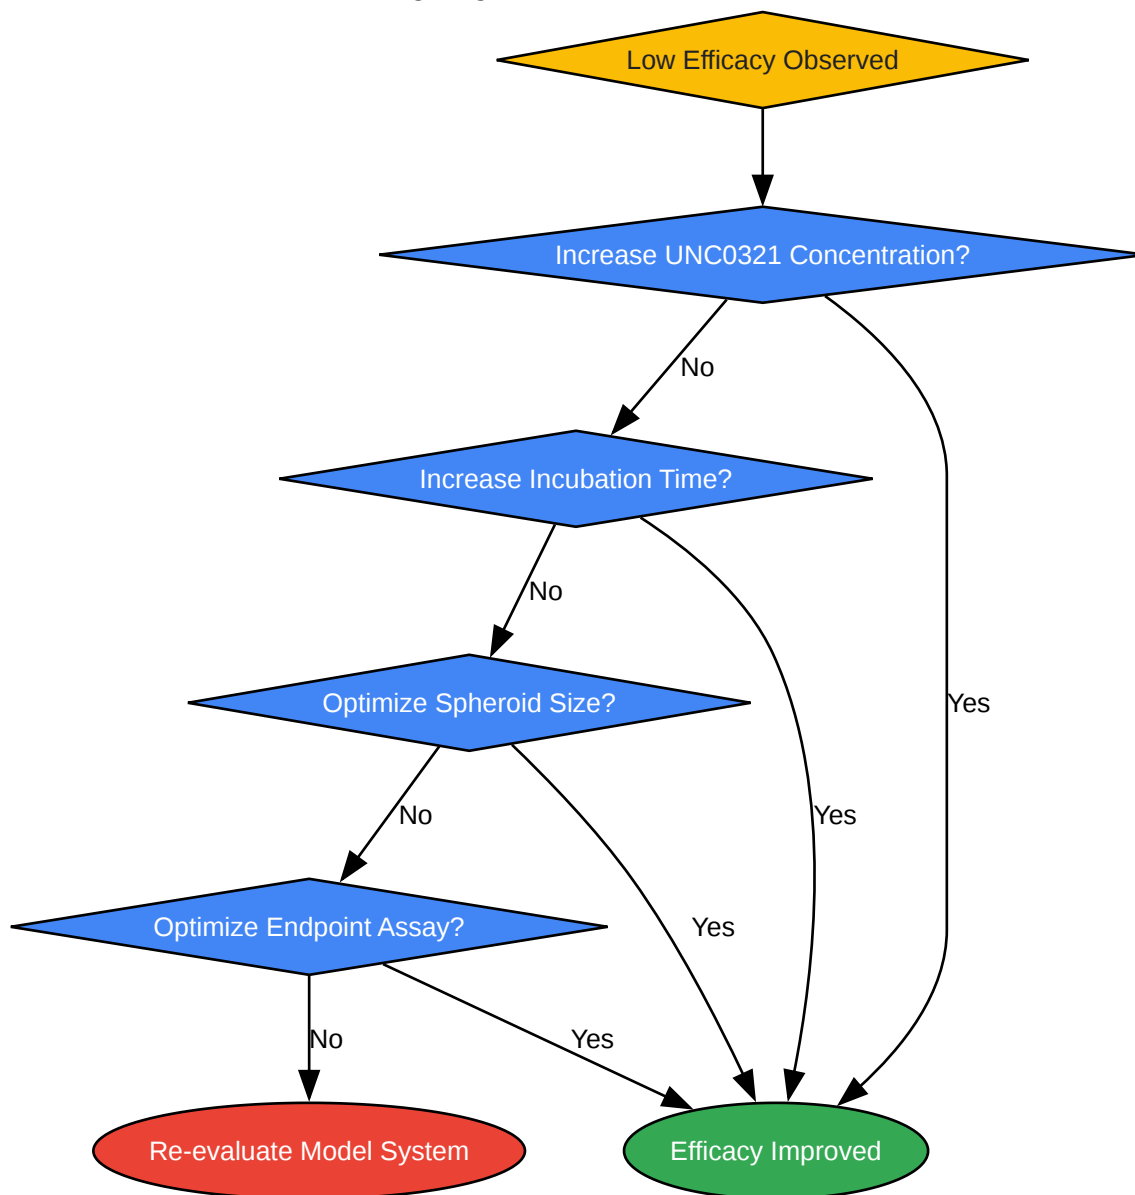 Low Efficacy Observed
Increase UNC0321 Concentration?
No
Increase Incubation Time?
No
Optimize Spheroid Size?
Yes
No
Yes
Optimize Endpoint Assay?
Yes
No
Yes
Re-evaluate Model System
Efficacy Improved